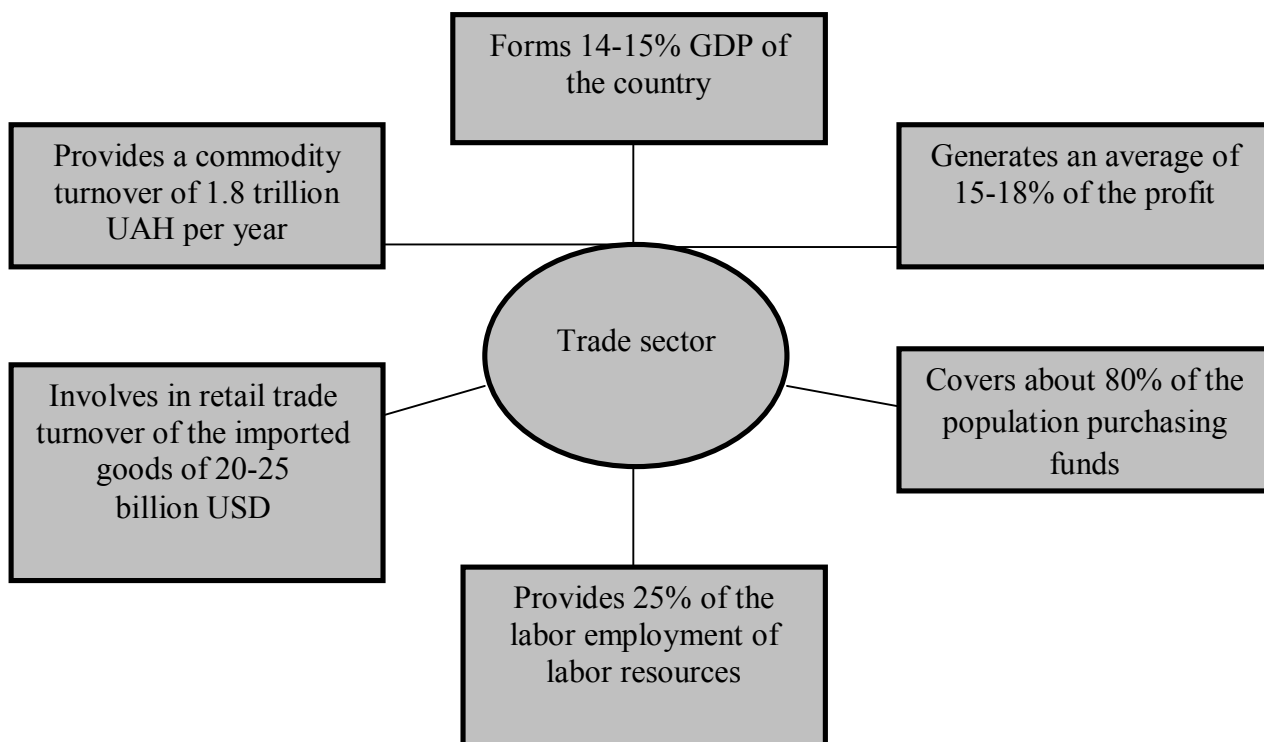 Forms 14-15% GDP of
the country
Provides a commodity
turnover of 1.8 trillion
UAH per year
Generates an average of
15-18% of the profit
Trade sector
Involves in retail trade
turnover of the imported
goods of 20-25
billion USD
Covers about 80% of the
population purchasing
funds
Provides 25% of the
labor employment of
labor resources